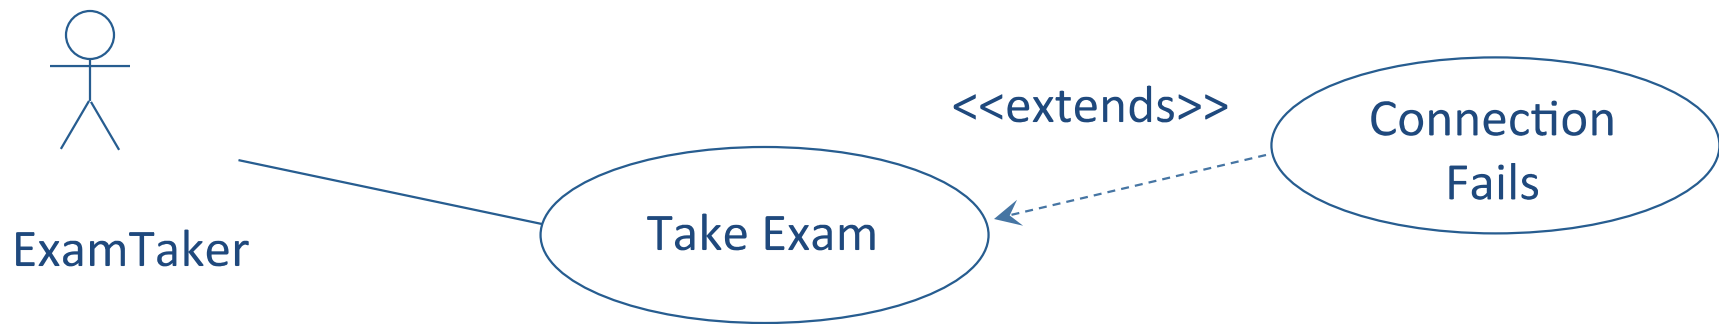 ExamTaker
Take Exam
<<extends>>
Connection
Fails